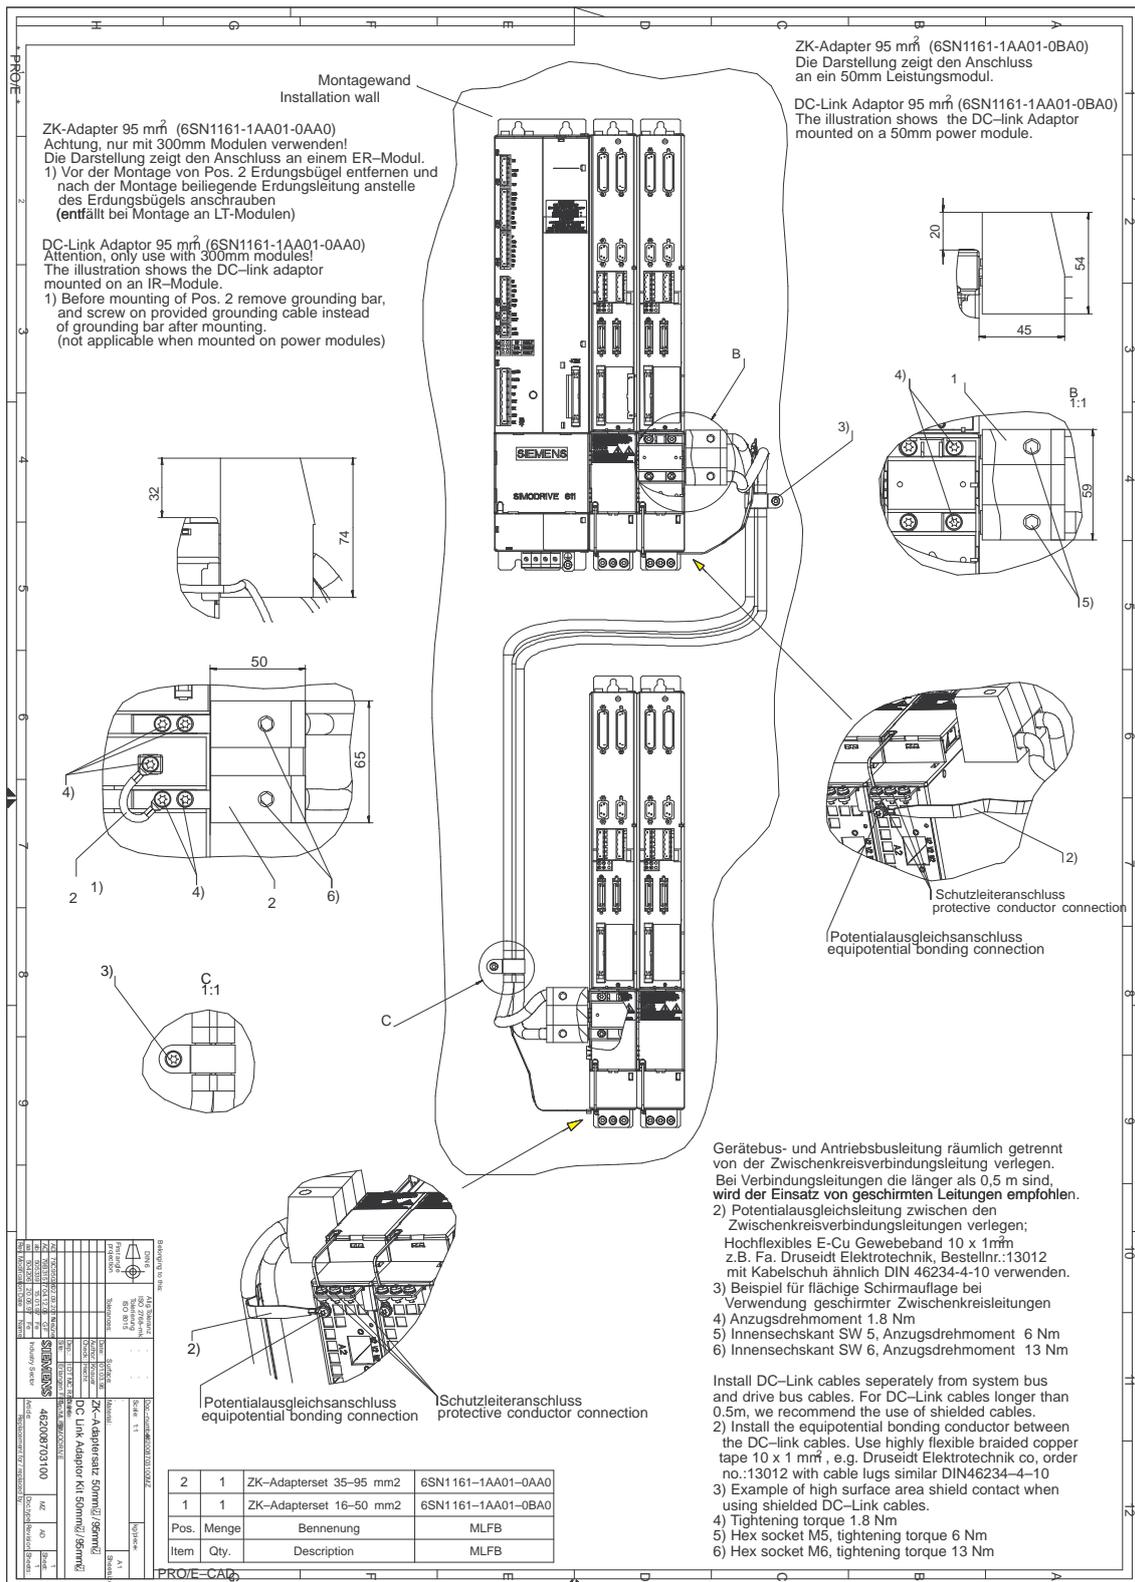 H G F E D C B A
* PRO/E *
Montagewand
Installation wall
ZK-Adapter 95 mm² (6SN1161-1AA01-0BA0)
Die Darstellung zeigt den Anschluss
an ein 50mm Leistungsmodul.
DC-Link Adaptor 95 mm² (6SN1161-1AA01-0BA0)
The illustration shows the DC–link Adaptor
mounted on a 50mm power module.
ZK-Adapter 95 mm² (6SN1161-1AA01-0AA0)
Achtung, nur mit 300mm Modulen verwenden!
Die Darstellung zeigt den Anschluss an einem ER–Modul.
1) Vor der Montage von Pos. 2 Erdungsbügel entfernen und
nach der Montage beiliegende Erdungsleitung anstelle
des Erdungsbügels anschrauben
(entfällt bei Montage an LT-Modulen)
DC-Link Adaptor 95 mm² (6SN1161-1AA01-0AA0)
Attention, only use with 300mm modules!
The illustration shows the DC–link adaptor
mounted on an IR–Module.
1) Before mounting of Pos. 2 remove grounding bar,
and screw on provided grounding cable instead
of grounding bar after mounting.
(not applicable when mounted on power modules)
20
54
45
B
3)
4)
1
B
1:1
59
5)
SIEMENS
SIMODRIVE 611
32
74
50
65
4)
1)
2
4)
2
6)
2)
A2
Schutzleiteranschluss
protective conductor connection
Potentialausgleichsanschluss
equipotential bonding connection
3)
C
1:1
C
Gerätebus- und Antriebsbusleitung räumlich getrennt
von der Zwischenkreisverbindungsleitung verlegen.
Bei Verbindungsleitungen die länger als 0,5 m sind,
wird der Einsatz von geschirmten Leitungen empfohlen.
2) Potentialausgleichsleitung zwischen den
Zwischenkreisverbindungsleitungen verlegen;
Hochflexibles E-Cu Gewebeband 10 x 1mm²
z.B. Fa. Druseidt Elektrotechnik, Bestellnr.:13012
mit Kabelschuh ähnlich DIN 46234-4-10 verwenden.
3) Beispiel für flächige Schirmauflage bei
Verwendung geschirmter Zwischenkreisleitungen
4) Anzugsdrehmoment 1.8 Nm
5) Innensechskant SW 5, Anzugsdrehmoment 6 Nm
6) Innensechskant SW 6, Anzugsdrehmoment 13 Nm
Install DC–Link cables seperately from system bus
and drive bus cables. For DC–Link cables longer than
0.5m, we recommend the use of shielded cables.
2) Install the equipotential bonding conductor between
the DC–link cables. Use highly flexible braided copper
tape 10 x 1 mm² , e.g. Druseidt Elektrotechnik co, order
no.:13012 with cable lugs similar DIN46234–4–10
3) Example of high surface area shield contact when
using shielded DC–Link cables.
4) Tightening torque 1.8 Nm
5) Hex socket M5, tightening torque 6 Nm
6) Hex socket M6, tightening torque 13 Nm
2)
A2
Potentialausgleichsanschluss
equipotential bonding connection
Schutzleiteranschluss
protective conductor connection
2 1 ZK–Adapterset 35–95 mm2 6SN1161–1AA01–0AA0
1 1 ZK–Adapterset 16–50 mm2 6SN1161–1AA01–0BA0
Pos. Menge Bennenung MLFB
Item Qty. Description MLFB
SIEMENS
Industry Sector
ZK–Adaptersatz 50mm²/95mm²
DC Link Adaptor Kit 50mm²/95mm²
462008703100
PRO/E–CAD